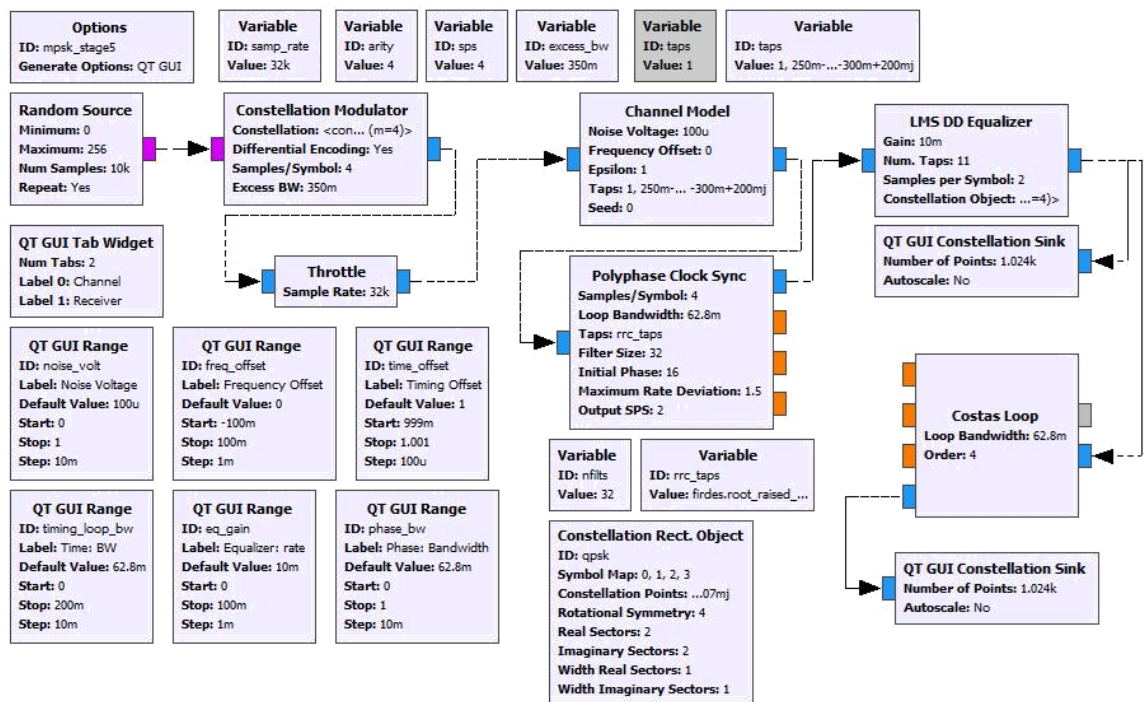 Options
ID: mpsk_stage5
Generate Options: QT GUI
Variable
ID: samp_rate
Value: 32k
Variable
ID: arity
Value: 4
Variable
ID: sps
Value: 4
Variable
ID: excess_bw
Value: 350m
Variable
ID: taps
Value: 1
Variable
ID: taps
Value: 1, 250m-...-300m+200mj
Random Source
Minimum: 0
Maximum: 256
Num Samples: 10k
Repeat: Yes
Constellation Modulator
Constellation: <con... (m=4)>
Differential Encoding: Yes
Samples/Symbol: 4
Excess BW: 350m
Channel Model
Noise Voltage: 100u
Frequency Offset: 0
Epsilon: 1
Taps: 1, 250m-... -300m+200mj
Seed: 0
LMS DD Equalizer
Gain: 10m
Num. Taps: 11
Samples per Symbol: 2
Constellation Object: ...=4)>
QT GUI Tab Widget
Num Tabs: 2
Label 0: Channel
Label 1: Receiver
Throttle
Sample Rate: 32k
Polyphase Clock Sync
Samples/Symbol: 4
Loop Bandwidth: 62.8m
Taps: rrc_taps
Filter Size: 32
Initial Phase: 16
Maximum Rate Deviation: 1.5
Output SPS: 2
QT GUI Constellation Sink
Number of Points: 1.024k
Autoscale: No
QT GUI Range
ID: noise_volt
Label: Noise Voltage
Default Value: 100u
Start: 0
Stop: 1
Step: 10m
QT GUI Range
ID: freq_offset
Label: Frequency Offset
Default Value: 0
Start: -100m
Stop: 100m
Step: 1m
QT GUI Range
ID: time_offset
Label: Timing Offset
Default Value: 1
Start: 999m
Stop: 1.001
Step: 100u
Costas Loop
Loop Bandwidth: 62.8m
Order: 4
Variable
ID: nfilts
Value: 32
Variable
ID: rrc_taps
Value: firdes.root_raised_...
QT GUI Range
ID: timing_loop_bw
Label: Time: BW
Default Value: 62.8m
Start: 0
Stop: 200m
Step: 10m
QT GUI Range
ID: eq_gain
Label: Equalizer: rate
Default Value: 10m
Start: 0
Stop: 100m
Step: 1m
QT GUI Range
ID: phase_bw
Label: Phase: Bandwidth
Default Value: 62.8m
Start: 0
Stop: 1
Step: 10m
Constellation Rect. Object
ID: qpsk
Symbol Map: 0, 1, 2, 3
Constellation Points: ...07mj
Rotational Symmetry: 4
Real Sectors: 2
Imaginary Sectors: 2
Width Real Sectors: 1
Width Imaginary Sectors: 1
QT GUI Constellation Sink
Number of Points: 1.024k
Autoscale: No